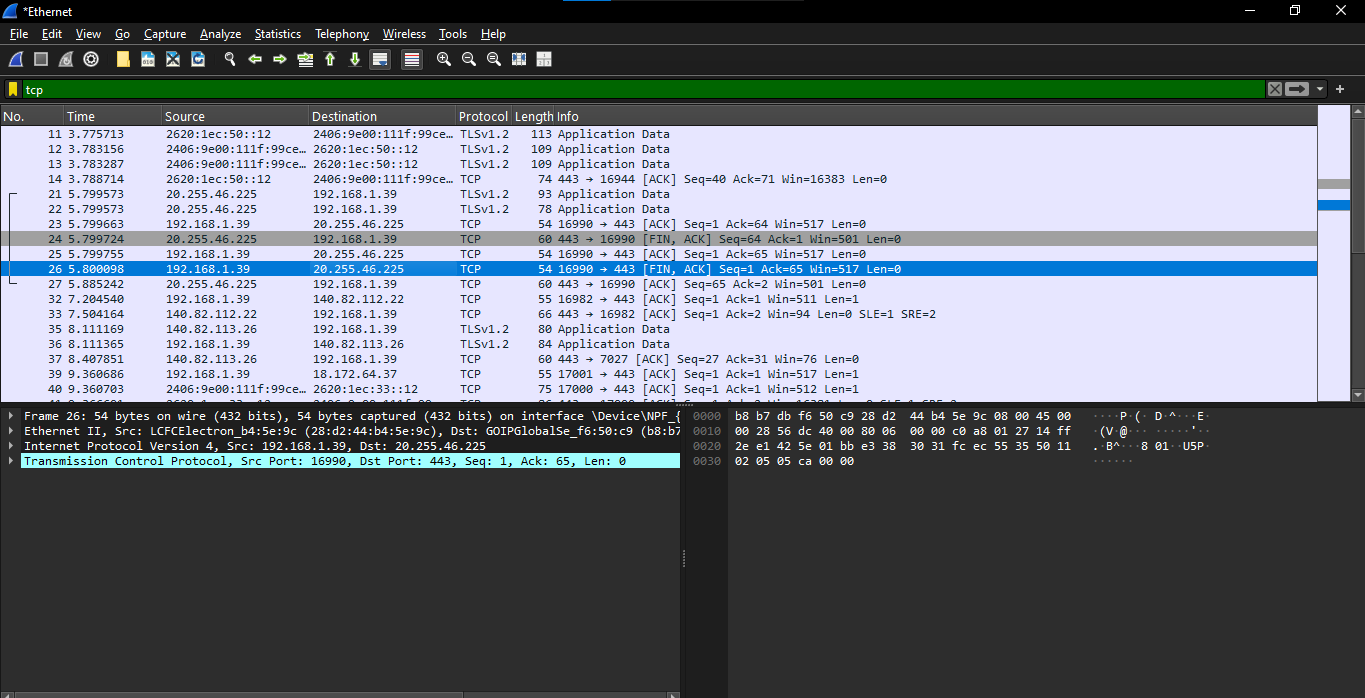 *Ethernet
File Edit View Go Capture Analyze Statistics Telephony Wireless Tools Help
tcp
No. Time Source Destination Protocol Length Info
11 3.775713 2620:1ec:50::12 2406:9e00:111f:99ce… TLSv1.2 113 Application Data
12 3.783156 2406:9e00:111f:99ce… 2620:1ec:50::12 TLSv1.2 109 Application Data
13 3.783287 2406:9e00:111f:99ce… 2620:1ec:50::12 TLSv1.2 109 Application Data
14 3.788714 2620:1ec:50::12 2406:9e00:111f:99ce… TCP 74 443 → 16944 [ACK] Seq=40 Ack=71 Win=16383 Len=0
21 5.799573 20.255.46.225 192.168.1.39 TLSv1.2 93 Application Data
22 5.799573 20.255.46.225 192.168.1.39 TLSv1.2 78 Application Data
23 5.799663 192.168.1.39 20.255.46.225 TCP 54 16990 → 443 [ACK] Seq=1 Ack=64 Win=517 Len=0
24 5.799724 20.255.46.225 192.168.1.39 TCP 60 443 → 16990 [FIN, ACK] Seq=64 Ack=1 Win=501 Len=0
25 5.799755 192.168.1.39 20.255.46.225 TCP 54 16990 → 443 [ACK] Seq=1 Ack=65 Win=517 Len=0
26 5.800098 192.168.1.39 20.255.46.225 TCP 54 16990 → 443 [FIN, ACK] Seq=1 Ack=65 Win=517 Len=0
27 5.885242 20.255.46.225 192.168.1.39 TCP 60 443 → 16990 [ACK] Seq=65 Ack=2 Win=501 Len=0
32 7.204540 192.168.1.39 140.82.112.22 TCP 55 16982 → 443 [ACK] Seq=1 Ack=1 Win=511 Len=1
33 7.504164 140.82.112.22 192.168.1.39 TCP 66 443 → 16982 [ACK] Seq=1 Ack=2 Win=94 Len=0 SLE=1 SRE=2
35 8.111169 140.82.113.26 192.168.1.39 TLSv1.2 80 Application Data
36 8.111365 192.168.1.39 140.82.113.26 TLSv1.2 84 Application Data
37 8.407851 140.82.113.26 192.168.1.39 TCP 60 443 → 7027 [ACK] Seq=27 Ack=31 Win=76 Len=0
39 9.360686 192.168.1.39 18.172.64.37 TCP 55 17001 → 443 [ACK] Seq=1 Ack=1 Win=517 Len=1
40 9.360703 2406:9e00:111f:99ce… 2620:1ec:33::12 TCP 75 17000 → 443 [ACK] Seq=1 Ack=1 Win=512 Len=1
Frame 26: 54 bytes on wire (432 bits), 54 bytes captured (432 bits) on interface \Device\NPF_{
Ethernet II, Src: LCFCElectron_b4:5e:9c (28:d2:44:b4:5e:9c), Dst: GOIPGlobalSe_f6:50:c9 (b8:b7
Internet Protocol Version 4, Src: 192.168.1.39, Dst: 20.255.46.225
Transmission Control Protocol, Src Port: 16990, Dst Port: 443, Seq: 1, Ack: 65, Len: 0
0000 b8 b7 db f6 50 c9 28 d2 44 b4 5e 9c 08 00 45 00 ····P·(· D·^···E·
0010 00 28 56 dc 40 00 80 06 00 00 c0 a8 01 27 14 ff ·(V·@··· ·····'··
0020 2e e1 42 5e 01 bb e3 38 30 31 fc ec 55 35 50 11 .·B^···8 01··U5P·
0030 02 05 05 ca 00 00 ······